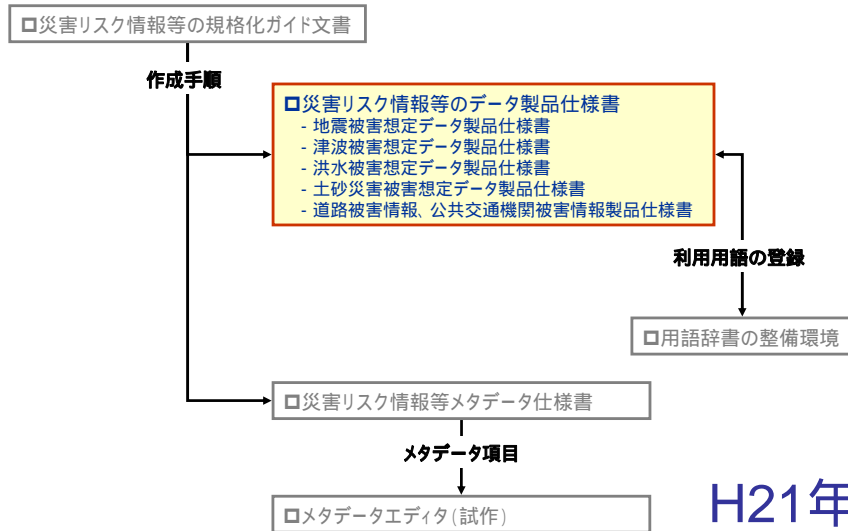 □災害リスク情報等の規格化ガイド文書
作成手順
□災害リスク情報等のデータ製品仕様書
- 地震被害想定データ製品仕様書
- 津波被害想定データ製品仕様書
- 洪水被害想定データ製品仕様書
- 土砂災害被害想定データ製品仕様書
- 道路被害情報、公共交通機関被害情報製品仕様書
利用用語の登録
□用語辞書の整備環境
□災害リスク情報等メタデータ仕様書
メタデータ項目
□メタデータエディタ(試作)
H21年